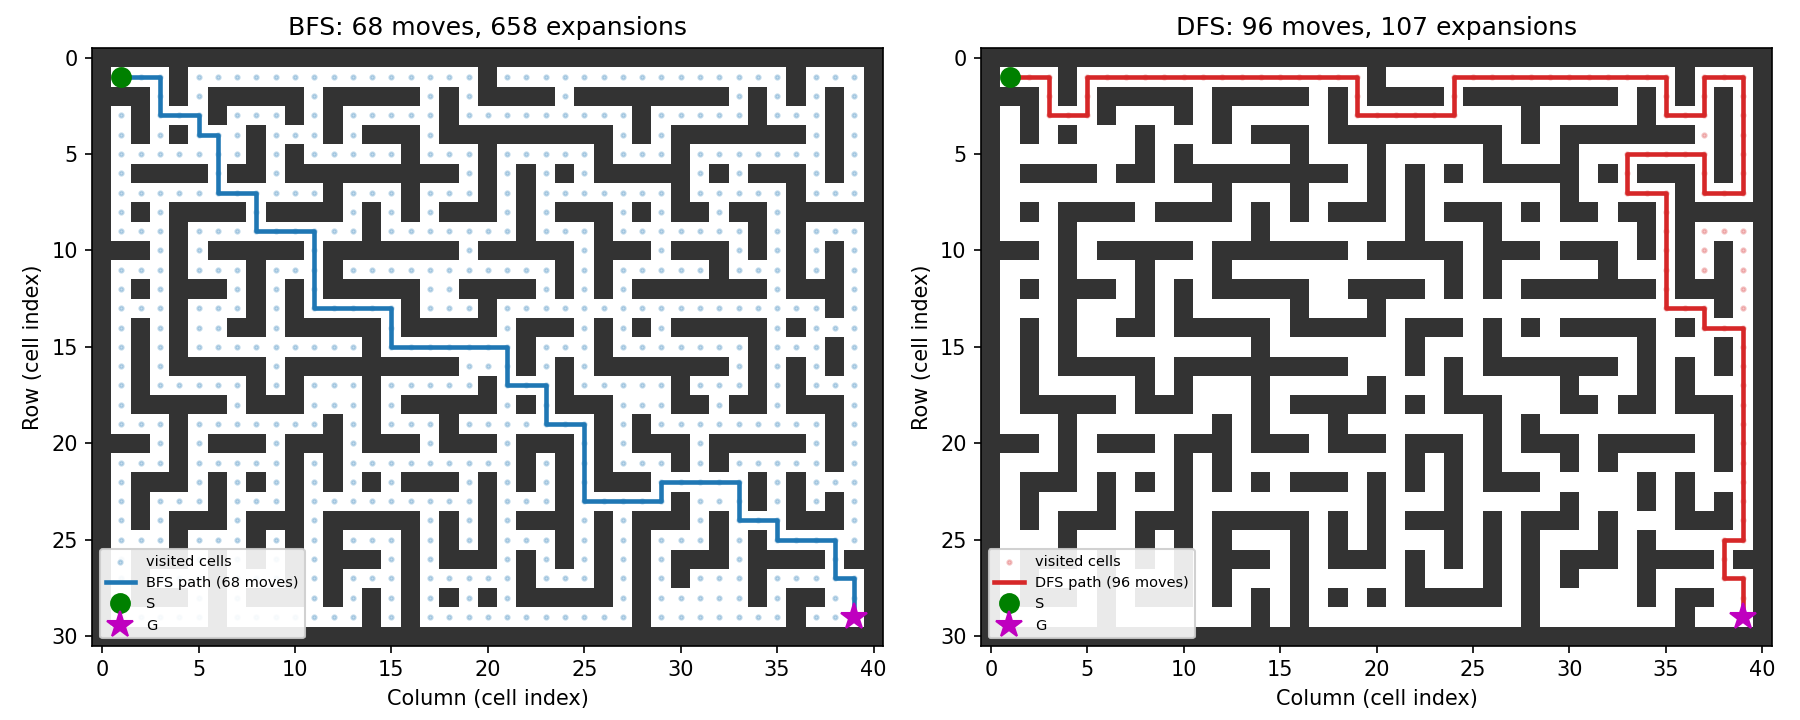 BFS: 68 moves, 658 expansions
0
5
10
15
20
25
30
Row (cell index)
visited cells
BFS path (68 moves)
S
G
0 5 10 15 20 25 30 35 40
Column (cell index)
DFS: 96 moves, 107 expansions
0
5
10
15
20
25
30
Row (cell index)
visited cells
DFS path (96 moves)
S
G
0 5 10 15 20 25 30 35 40
Column (cell index)